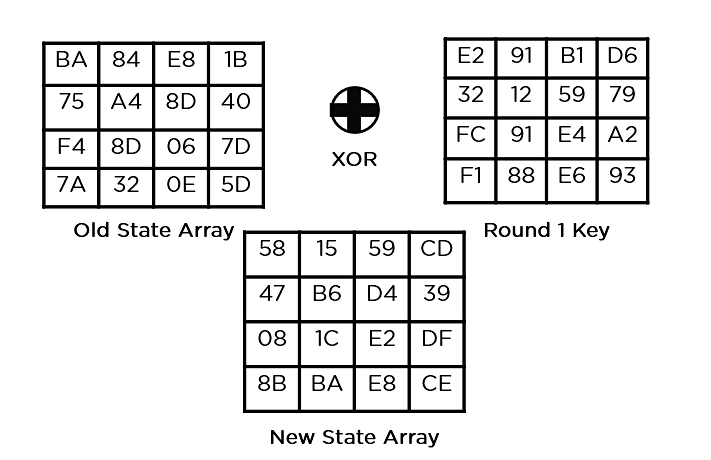 BA 84 E8 1B
75 A4 8D 40
F4 8D 06 7D
7A 32 0E 5D
Old State Array
XOR
E2 91 B1 D6
32 12 59 79
FC 91 E4 A2
F1 88 E6 93
Round 1 Key
58 15 59 CD
47 B6 D4 39
08 1C E2 DF
8B BA E8 CE
New State Array